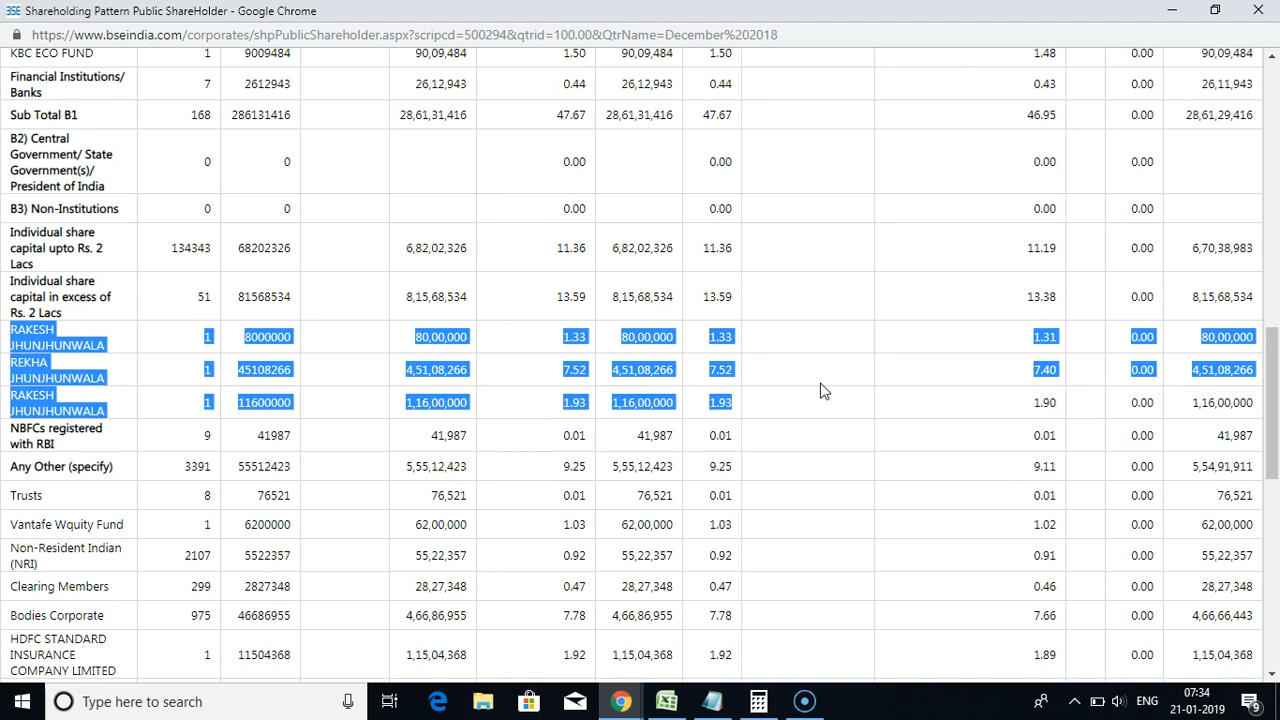 Shareholding Pattern Public ShareHolder - Google Chrome
https://www.bseindia.com/corporates/shpPublicShareholder.aspx?scripcd=500294&qtrid=100.00&QtrName=December%202018
KBC ECO FUND 1 9009484 90,09,484 1.50 90,09,484 1.50 1.48 0.00 90,09,484
Financial Institutions/
Banks 7 2612943 26,12,943 0.44 26,12,943 0.44 0.43 0.00 26,11,943
Sub Total B1 168 286131416 28,61,31,416 47.67 28,61,31,416 47.67 46.95 0.00 28,61,29,416
B2) Central
Government/ State
Government(s)/
President of India 0 0 0.00 0.00 0.00 0.00
B3) Non-Institutions 0 0 0.00 0.00 0.00 0.00
Individual share
capital upto Rs. 2
Lacs 134343 68202326 6,82,02,326 11.36 6,82,02,326 11.36 11.19 0.00 6,70,38,983
Individual share
capital in excess of
Rs. 2 Lacs 51 81568534 8,15,68,534 13.59 8,15,68,534 13.59 13.38 0.00 8,15,68,534
RAKESH
JHUNJHUNWALA 1 8000000 80,00,000 1.33 80,00,000 1.33 1.31 0.00 80,00,000
REKHA
JHUNJHUNWALA 1 45108266 4,51,08,266 7.52 4,51,08,266 7.52 7.40 0.00 4,51,08,266
RAKESH
JHUNJHUNWALA 1 11600000 1,16,00,000 1.93 1,16,00,000 1.93 1.90 0.00 1,16,00,000
NBFCs registered
with RBI 9 41987 41,987 0.01 41,987 0.01 0.01 0.00 41,987
Any Other (specify) 3391 55512423 5,55,12,423 9.25 5,55,12,423 9.25 9.11 0.00 5,54,91,911
Trusts 8 76521 76,521 0.01 76,521 0.01 0.01 0.00 76,521
Vantafe Wquity Fund 1 6200000 62,00,000 1.03 62,00,000 1.03 1.02 0.00 62,00,000
Non-Resident Indian
(NRI) 2107 5522357 55,22,357 0.92 55,22,357 0.92 0.91 0.00 55,22,357
Clearing Members 299 2827348 28,27,348 0.47 28,27,348 0.47 0.46 0.00 28,27,348
Bodies Corporate 975 46686955 4,66,86,955 7.78 4,66,86,955 7.78 7.66 0.00 4,66,66,443
HDFC STANDARD
INSURANCE
COMPANY LIMITED 1 11504368 1,15,04,368 1.92 1,15,04,368 1.92 1.89 0.00 1,15,04,368
Type here to search
ENG
07:34
21-01-2019
9